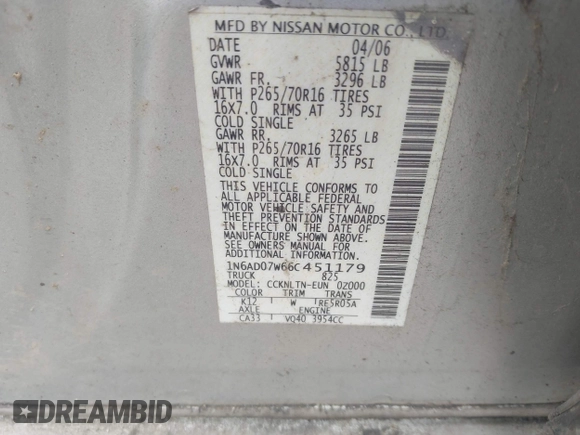 MFD BY NISSAN MOTOR CO., LTD.
DATE 04/06
GVWR 5815 LB
GAWR FR. 3296 LB
WITH P265/70R16 TIRES
16x7.0 RIMS AT 35 PSI
COLD SINGLE
GAWR RR. 3265 LB
WITH P265/70R16 TIRES
16x7.0 RIMS AT 35 PSI
COLD SINGLE
THIS VEHICLE CONFORMS TO
ALL APPLICABLE FEDERAL
MOTOR VEHICLE SAFETY AND
THEFT PREVENTION STANDARDS
IN EFFECT ON THE DATE OF
MANUFACTURE SHOWN ABOVE.
SEE OWNERS MANUAL FOR
ADDITIONAL INFORMATION.
1N6AD07W66C451179
TRUCK 825
MODEL: CCKNLTN-EUN 0Z000
COLOR TRIM TRANS
K12 W RE5R05A
AXLE ENGINE
CA33 VQ40 3954CC
DREAMBID